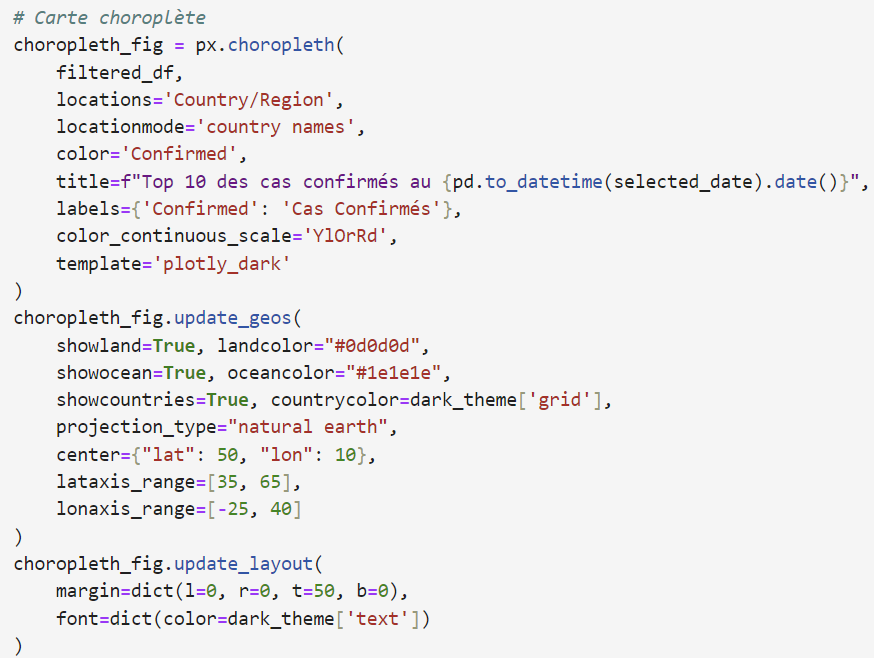 # Carte choroplète
choropleth_fig = px.choropleth(
    filtered_df,
    locations='Country/Region',
    locationmode='country names',
    color='Confirmed',
    title=f"Top 10 des cas confirmés au {pd.to_datetime(selected_date).date()}",
    labels={'Confirmed': 'Cas Confirmés'},
    color_continuous_scale='YlOrRd',
    template='plotly_dark'
)
choropleth_fig.update_geos(
    showland=True, landcolor="#0d0d0d",
    showocean=True, oceancolor="#1e1e1e",
    showcountries=True, countrycolor=dark_theme['grid'],
    projection_type="natural earth",
    center={"lat": 50, "lon": 10},
    lataxis_range=[35, 65],
    lonaxis_range=[-25, 40]
)
choropleth_fig.update_layout(
    margin=dict(l=0, r=0, t=50, b=0),
    font=dict(color=dark_theme['text'])
)